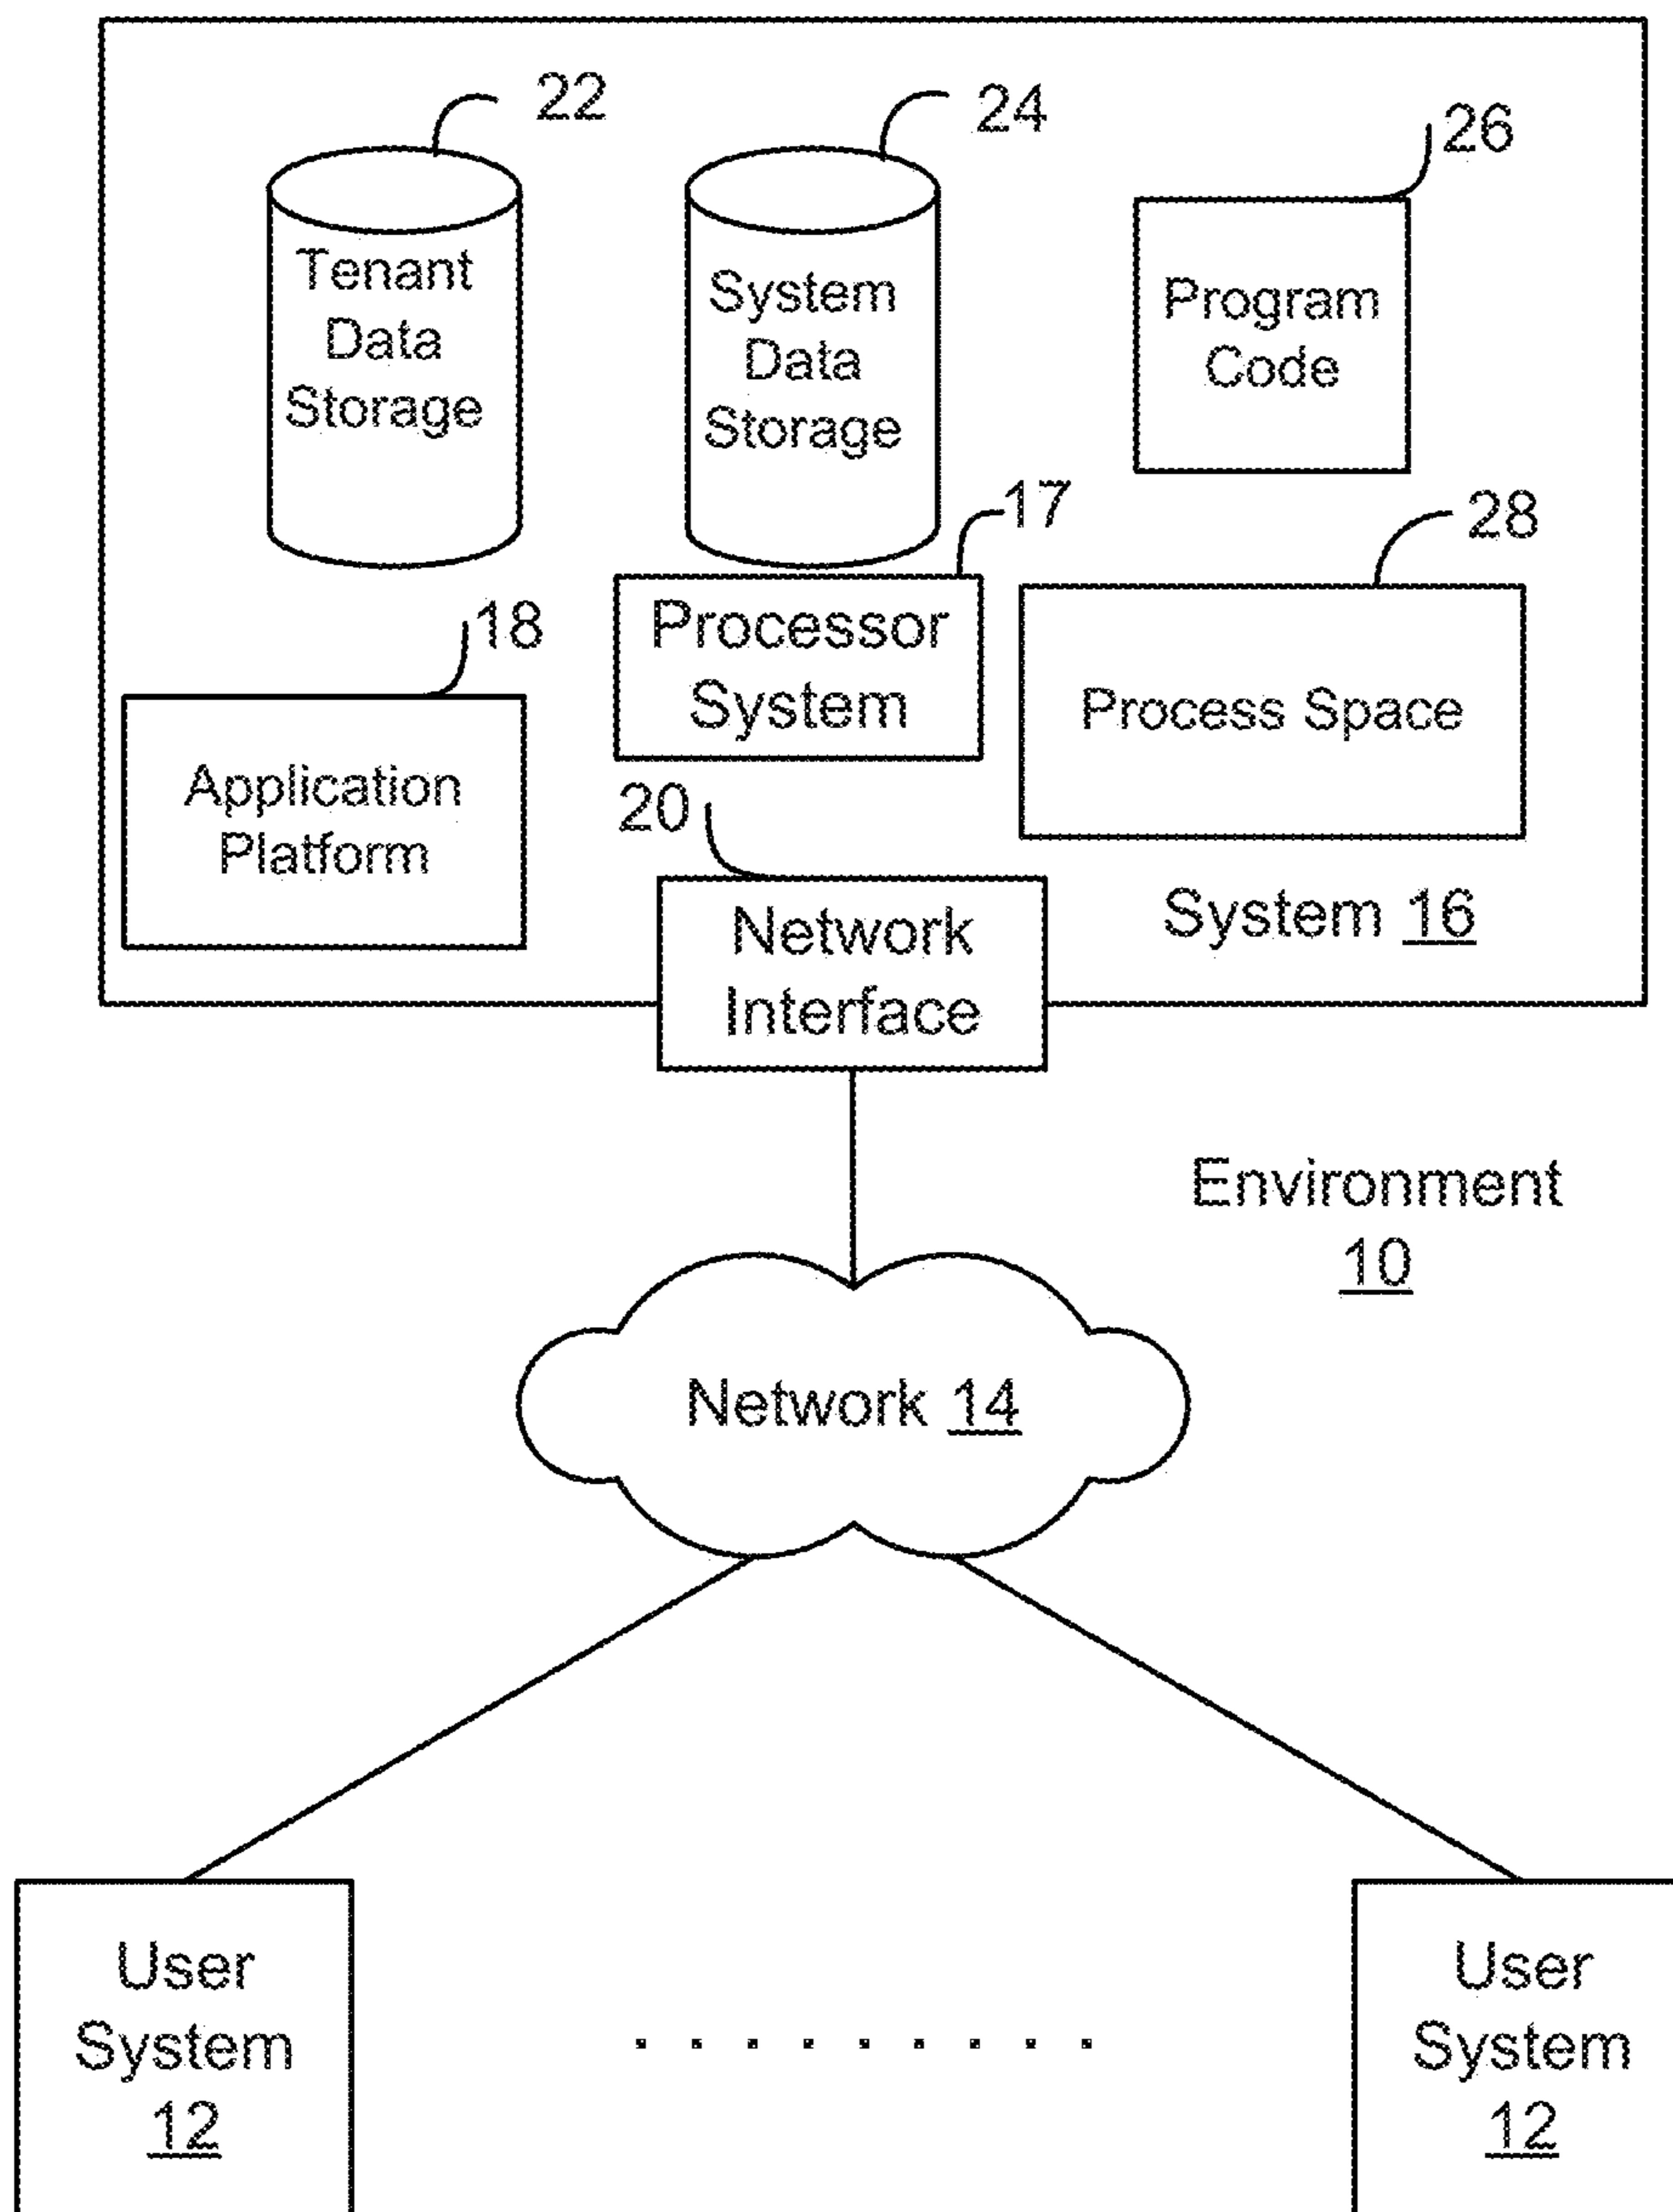 22
24
26
Tenant
Data
Storage
System
Data
Storage
Program
Code
17
28
18
Processor
System
Process Space
Application
Platform
20
Network
Interface
System 16
Environment
10
Network 14
User
System
12
User
System
12